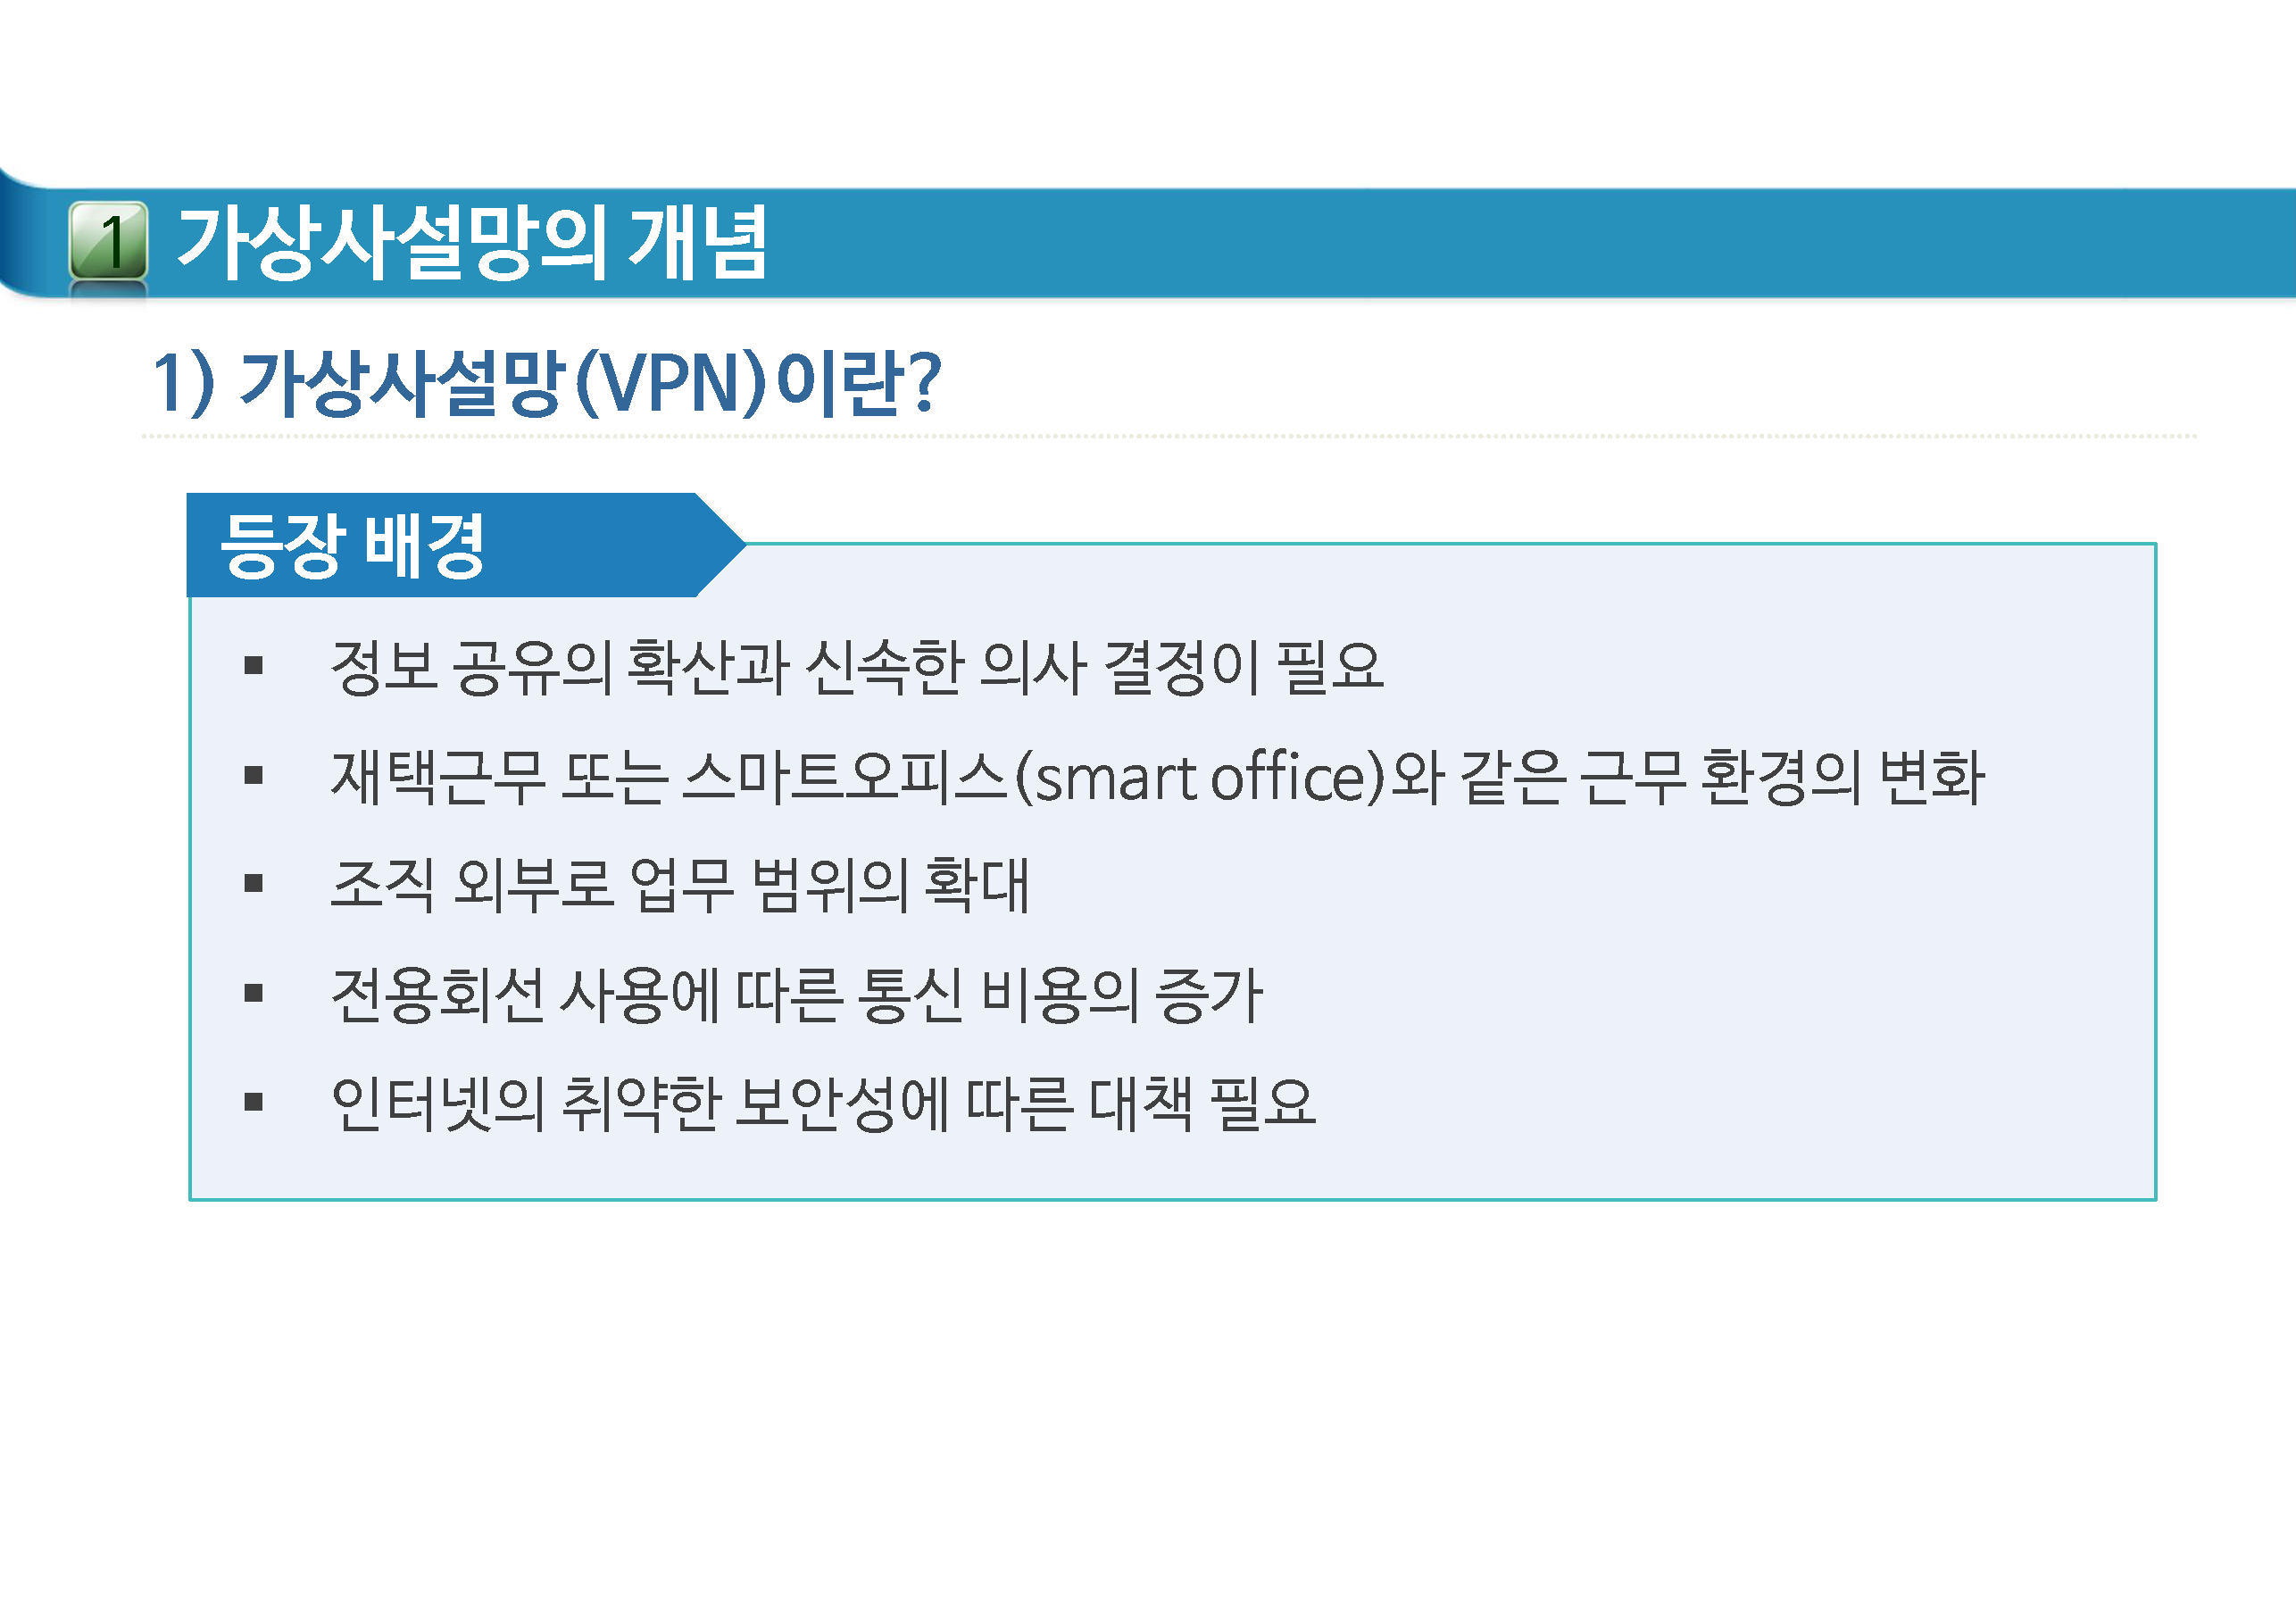 1 가상사설망의 개념
1) 가상사설망(VPN)이란?
등장 배경
▪ 정보 공유의 확산과 신속한 의사 결정이 필요
▪ 재택근무 또는 스마트오피스(smart office)와 같은 근무 환경의 변화
▪ 조직 외부로 업무 범위의 확대
▪ 전용회선 사용에 따른 통신 비용의 증가
▪ 인터넷의 취약한 보안성에 따른 대책 필요